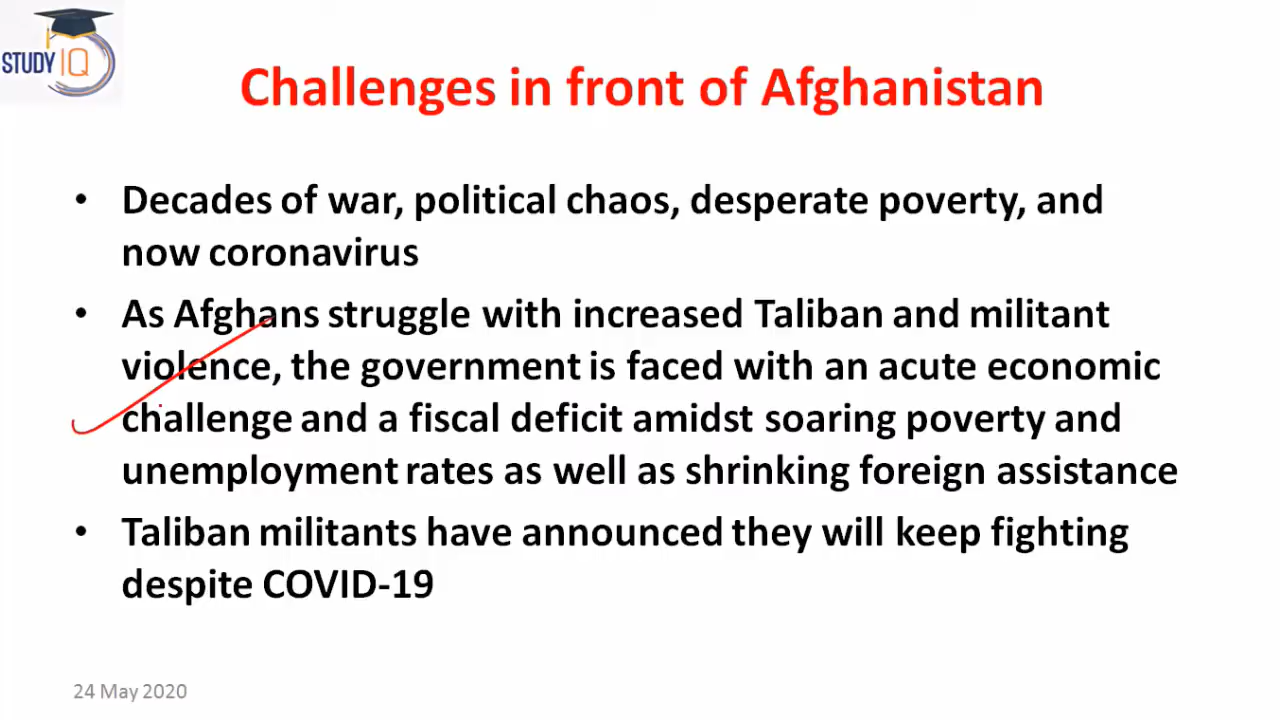 STUDY IQ
Challenges in front of Afghanistan
• Decades of war, political chaos, desperate poverty, and
now coronavirus
• As Afghans struggle with increased Taliban and militant
violence, the government is faced with an acute economic
challenge and a fiscal deficit amidst soaring poverty and
unemployment rates as well as shrinking foreign assistance
• Taliban militants have announced they will keep fighting
despite COVID-19
24 May 2020